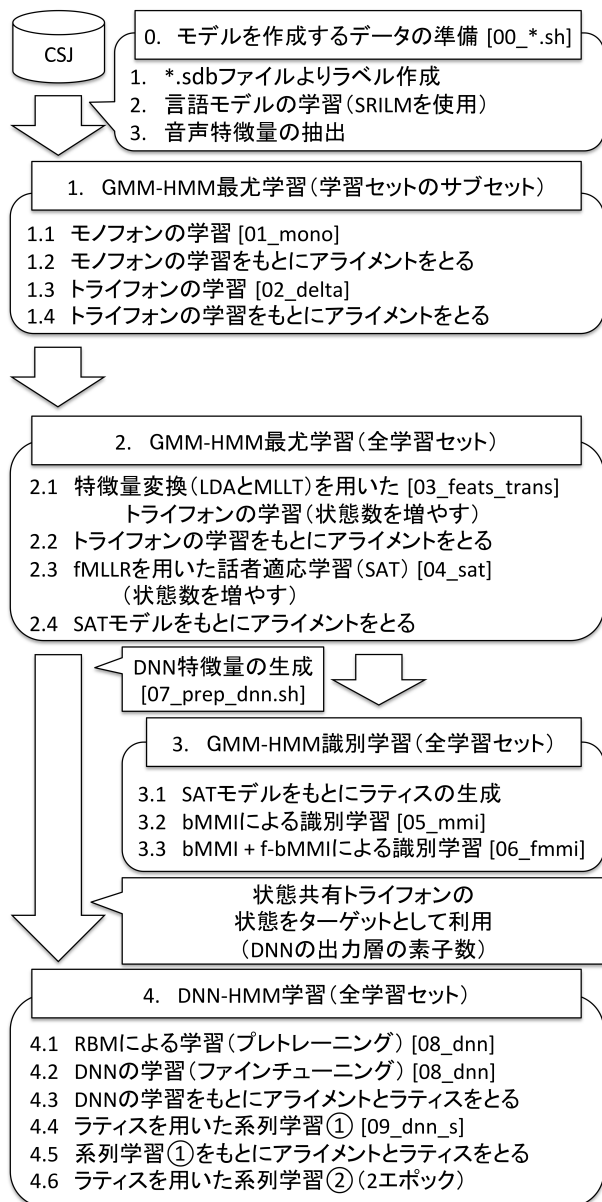 CSJ
0. モデルを作成するデータの準備 [00_*.sh]
1. *.sdbファイルよりラベル作成
2. 言語モデルの学習（SRILMを使用）
3. 音声特徴量の抽出
1. GMM-HMM最尤学習（学習セットのサブセット）
1.1 モノフォンの学習 [01_mono]
1.2 モノフォンの学習をもとにアライメントをとる
1.3 トライフォンの学習 [02_delta]
1.4 トライフォンの学習をもとにアライメントをとる
2. GMM-HMM最尤学習（全学習セット）
2.1 特徴量変換（LDAとMLLT）を用いた [03_feats_trans]
トライフォンの学習（状態数を増やす）
2.2 トライフォンの学習をもとにアライメントをとる
2.3 fMLLRを用いた話者適応学習（SAT） [04_sat]
（状態数を増やす）
2.4 SATモデルをもとにアライメントをとる
DNN特徴量の生成
[07_prep_dnn.sh]
3. GMM-HMM識別学習（全学習セット）
3.1 SATモデルをもとにラティスの生成
3.2 bMMIによる識別学習 [05_mmi]
3.3 bMMI + f-bMMIによる識別学習 [06_fmmi]
状態共有トライフォンの
状態をターゲットとして利用
（DNNの出力層の素子数）
4. DNN-HMM学習（全学習セット）
4.1 RBMによる学習（プレトレーニング） [08_dnn]
4.2 DNNの学習（ファインチューニング） [08_dnn]
4.3 DNNの学習をもとにアライメントとラティスをとる
4.4 ラティスを用いた系列学習① [09_dnn_s]
4.5 系列学習①をもとにアライメントとラティスをとる
4.6 ラティスを用いた系列学習②（2エポック）